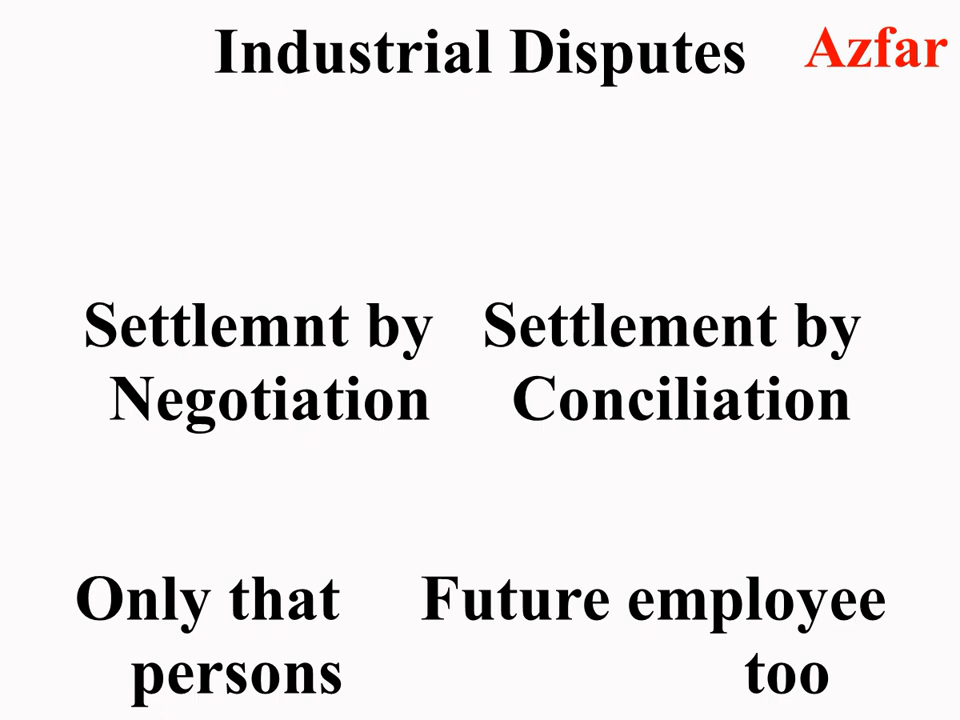 Industrial Disputes Azfar
Settlemnt by Settlement by
Negotiation Conciliation
Only that Future employee
persons too